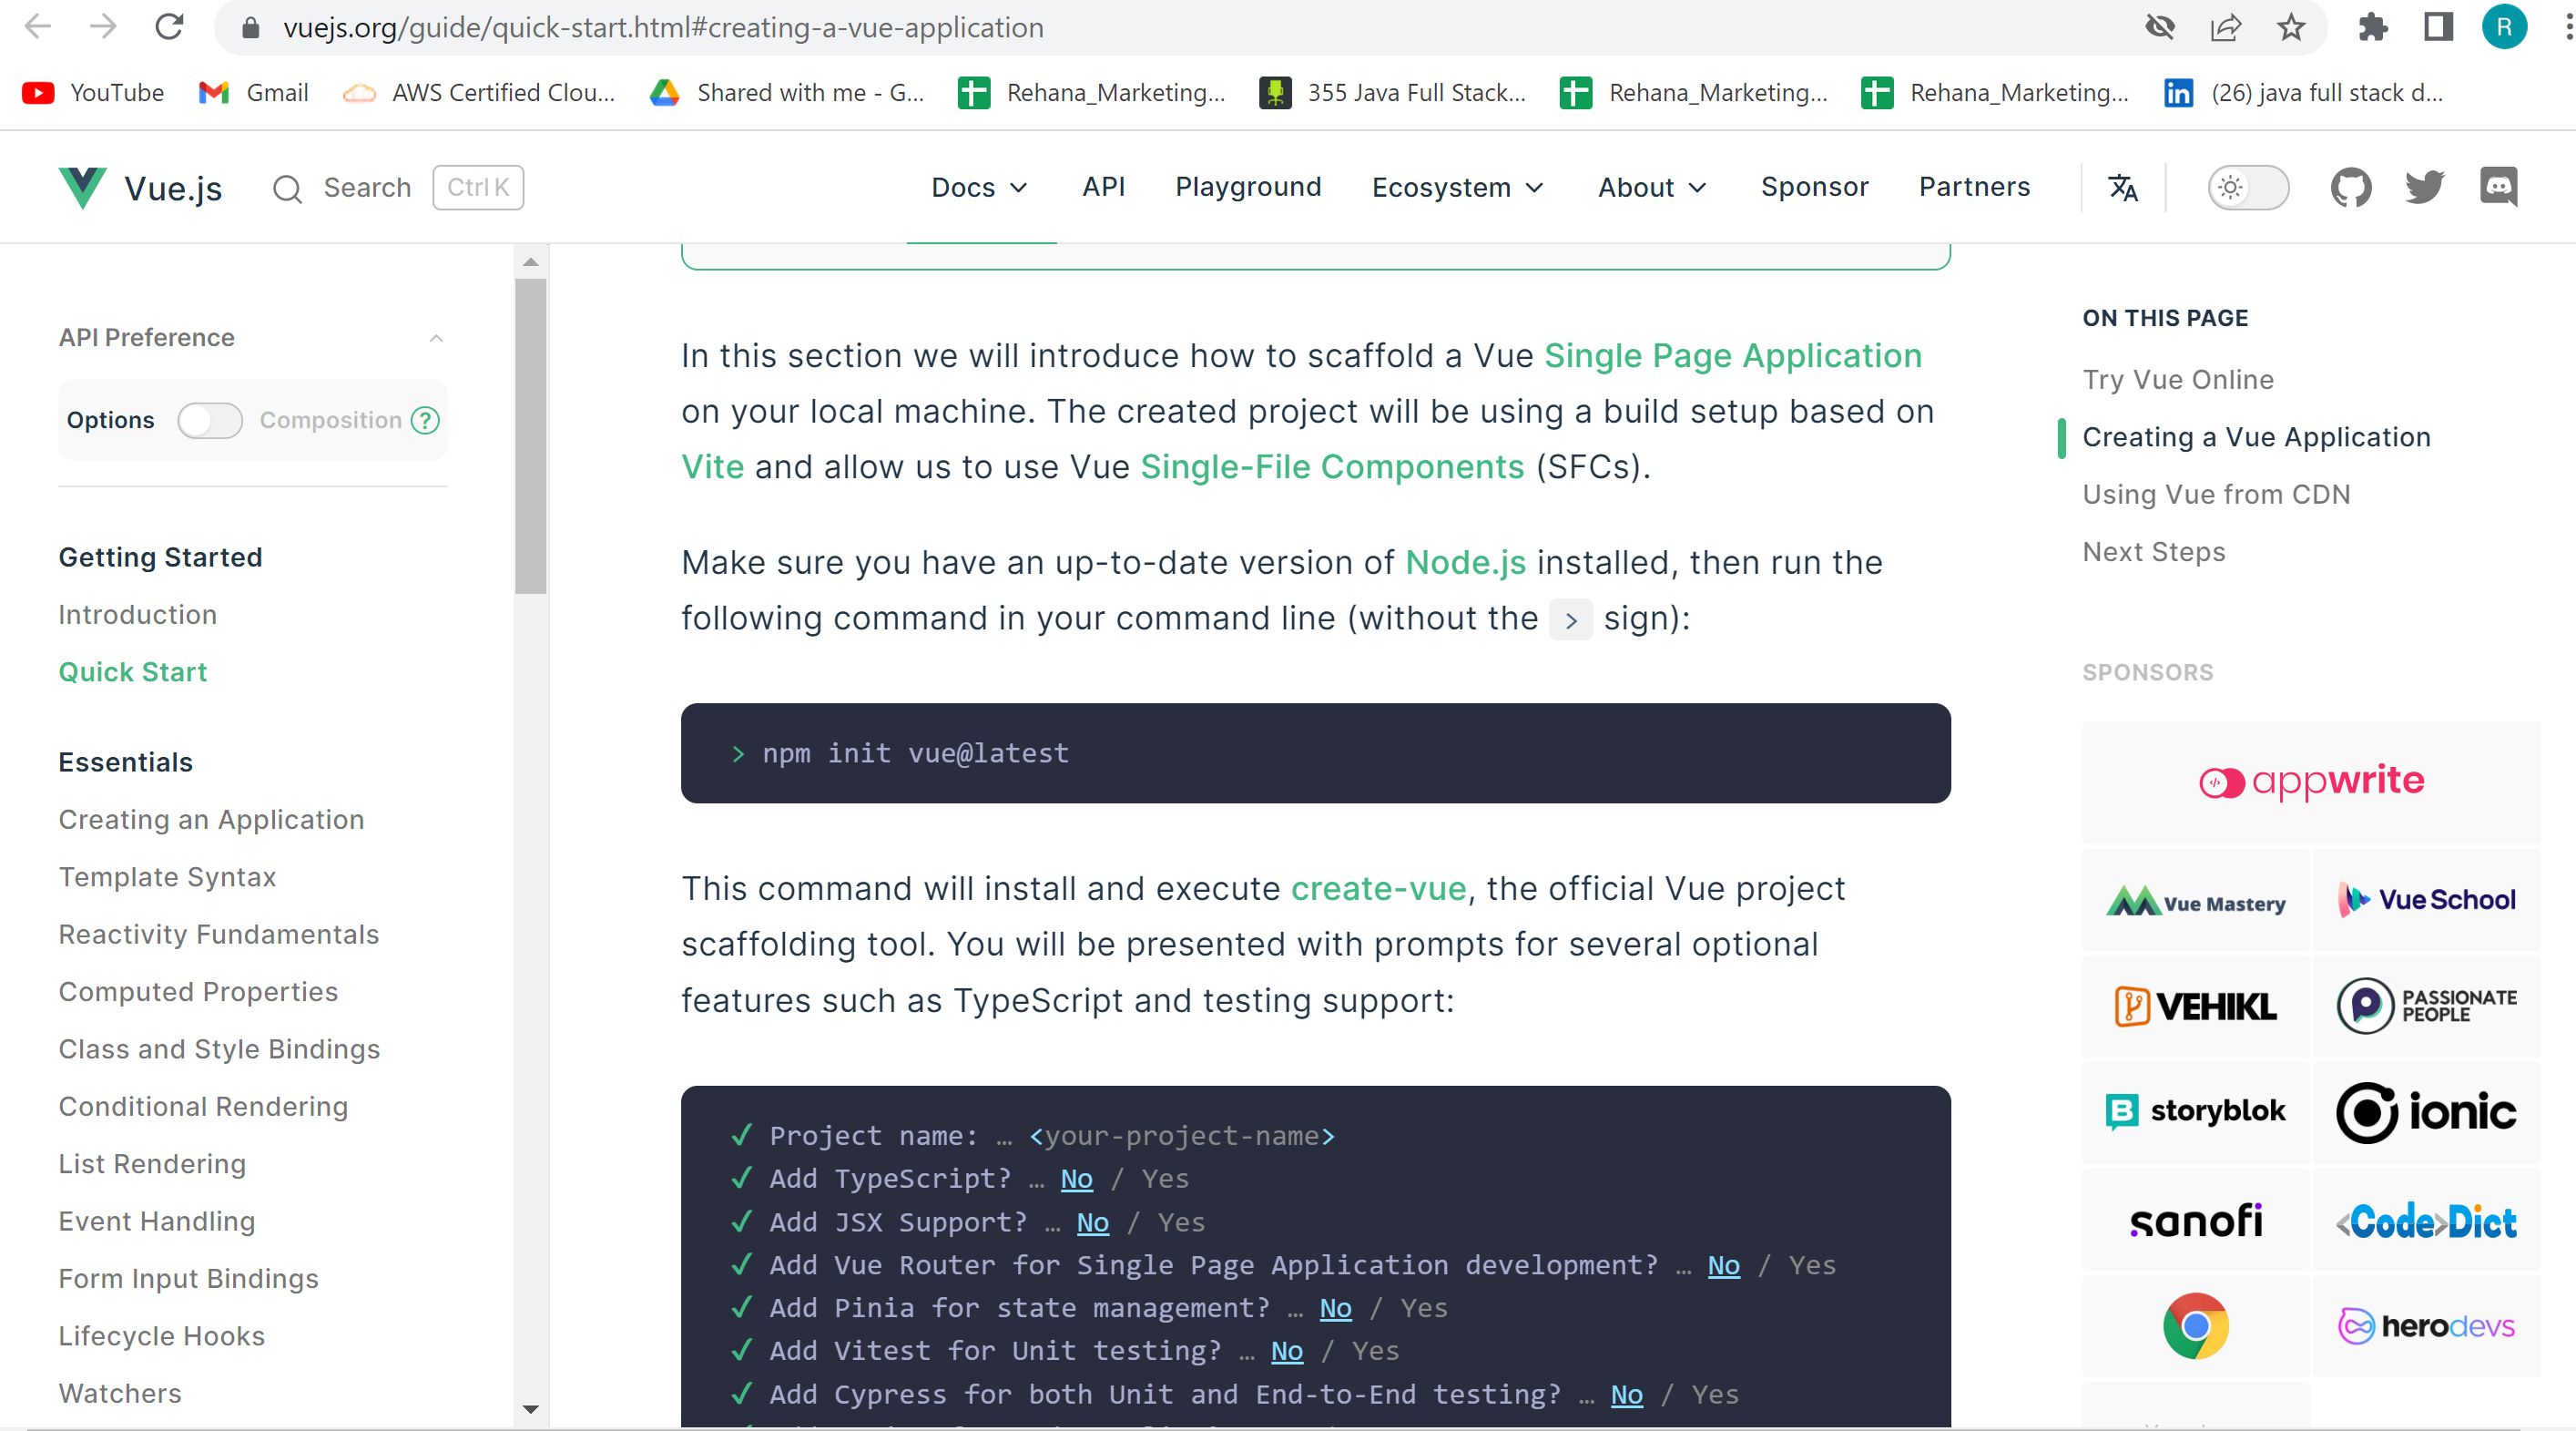 vuejs.org/guide/quick-start.html#creating-a-vue-application
R
YouTube
Gmail
AWS Certified Clou...
Shared with me - G...
Rehana_Marketing...
355 Java Full Stack...
Rehana_Marketing...
Rehana_Marketing...
in
(26) java full stack d...
Vue.js
Search
Ctrl K
Docs
API
Playground
Ecosystem
About
Sponsor
Partners
API Preference
Options
Composition
?
Getting Started
Introduction
Quick Start
Essentials
Creating an Application
Template Syntax
Reactivity Fundamentals
Computed Properties
Class and Style Bindings
Conditional Rendering
List Rendering
Event Handling
Form Input Bindings
Lifecycle Hooks
Watchers
In this section we will introduce how to scaffold a Vue Single Page Application
on your local machine. The created project will be using a build setup based on
Vite and allow us to use Vue Single-File Components (SFCs).
Make sure you have an up-to-date version of Node.js installed, then run the
following command in your command line (without the > sign):
> npm init vue@latest
This command will install and execute create-vue, the official Vue project
scaffolding tool. You will be presented with prompts for several optional
features such as TypeScript and testing support:
✓ Project name: … <your-project-name>
✓ Add TypeScript? … No / Yes
✓ Add JSX Support? … No / Yes
✓ Add Vue Router for Single Page Application development? … No / Yes
✓ Add Pinia for state management? … No / Yes
✓ Add Vitest for Unit testing? … No / Yes
✓ Add Cypress for both Unit and End-to-End testing? … No / Yes
ON THIS PAGE
Try Vue Online
Creating a Vue Application
Using Vue from CDN
Next Steps
SPONSORS
appwrite
Vue Mastery
Vue School
VEHIKL
PASSIONATE
PEOPLE
storyblok
ionic
sanofi
<Code>Dict
herodevs